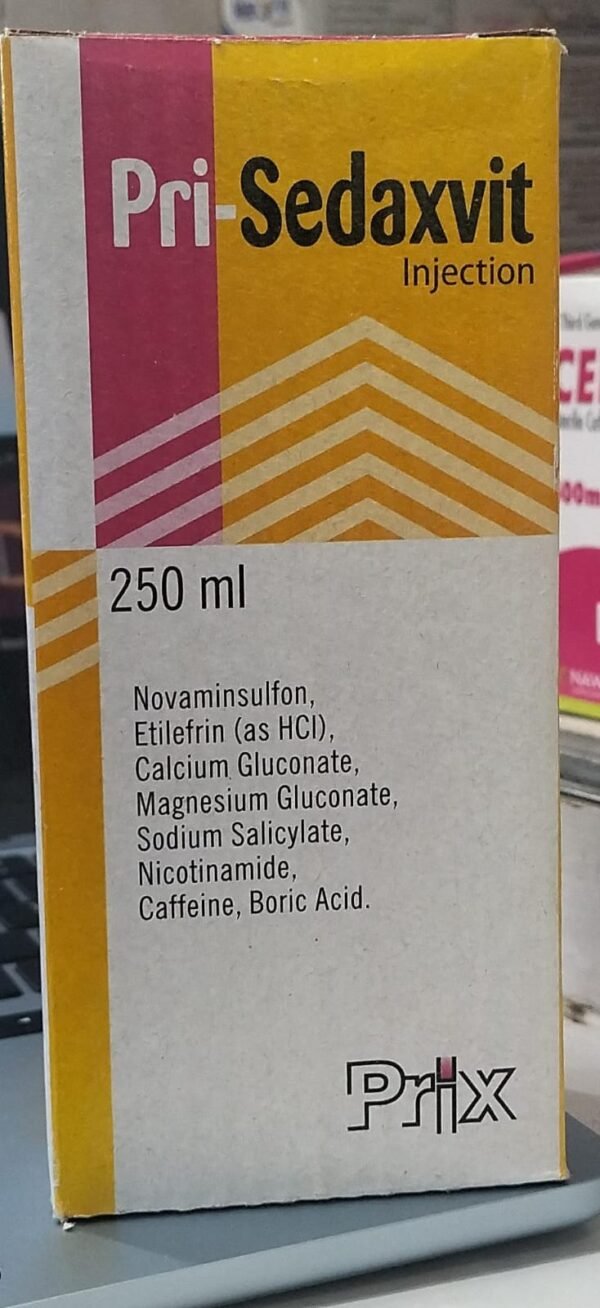 Pri-Sedaxvit
Injection
250 ml
Novaminsulfon,
Etilefrin (as HCl),
Calcium Gluconate,
Magnesium Gluconate,
Sodium Salicylate,
Nicotinamide,
Caffeine, Boric Acid.
Prix